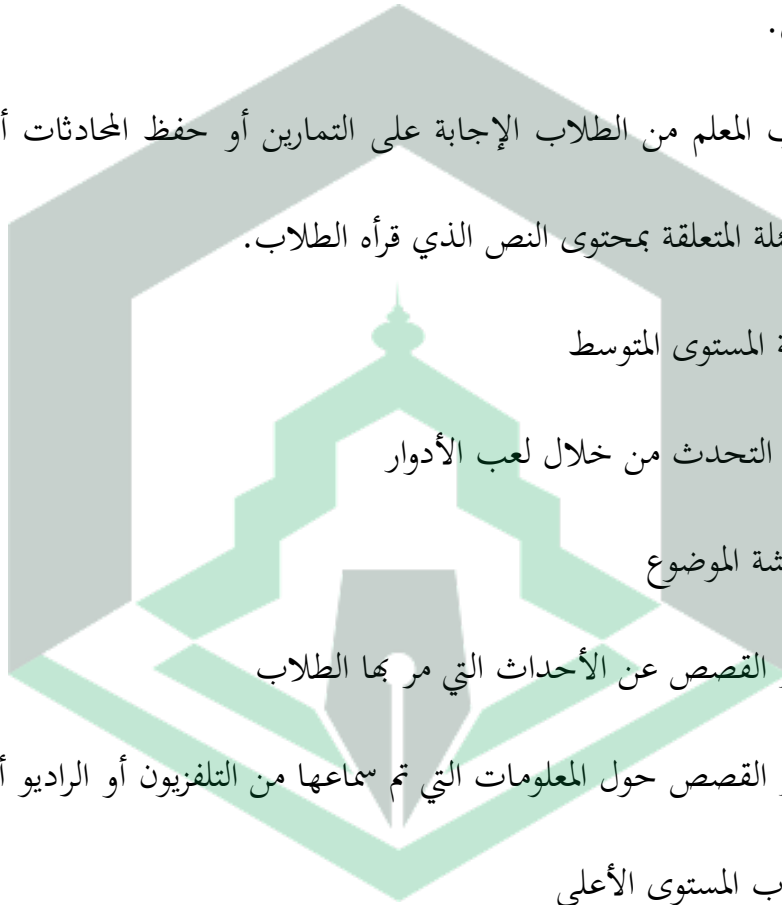 المعلم من الطلاب الإجابة على التمارين أو حفظ المحادثات
المتعلقة بمحتوى النص الذي قرأه الطلاب.
المستوى المتوسط
التحدث من خلال لعب الأدوار
الموضوع
القصص عن الأحداث التي مر بها الطلاب
القصص حول المعلومات التي تم سماعها من التلفزيون أو الراديو
المستوى الأعلى